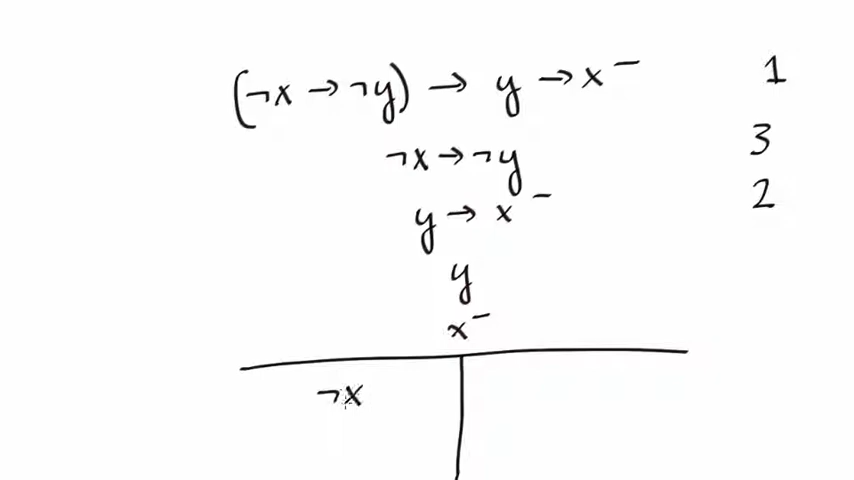 (¬x → ¬y) → y → x⁻ 1
¬x → ¬y 3
y → x⁻ 2
y
x⁻
¬x